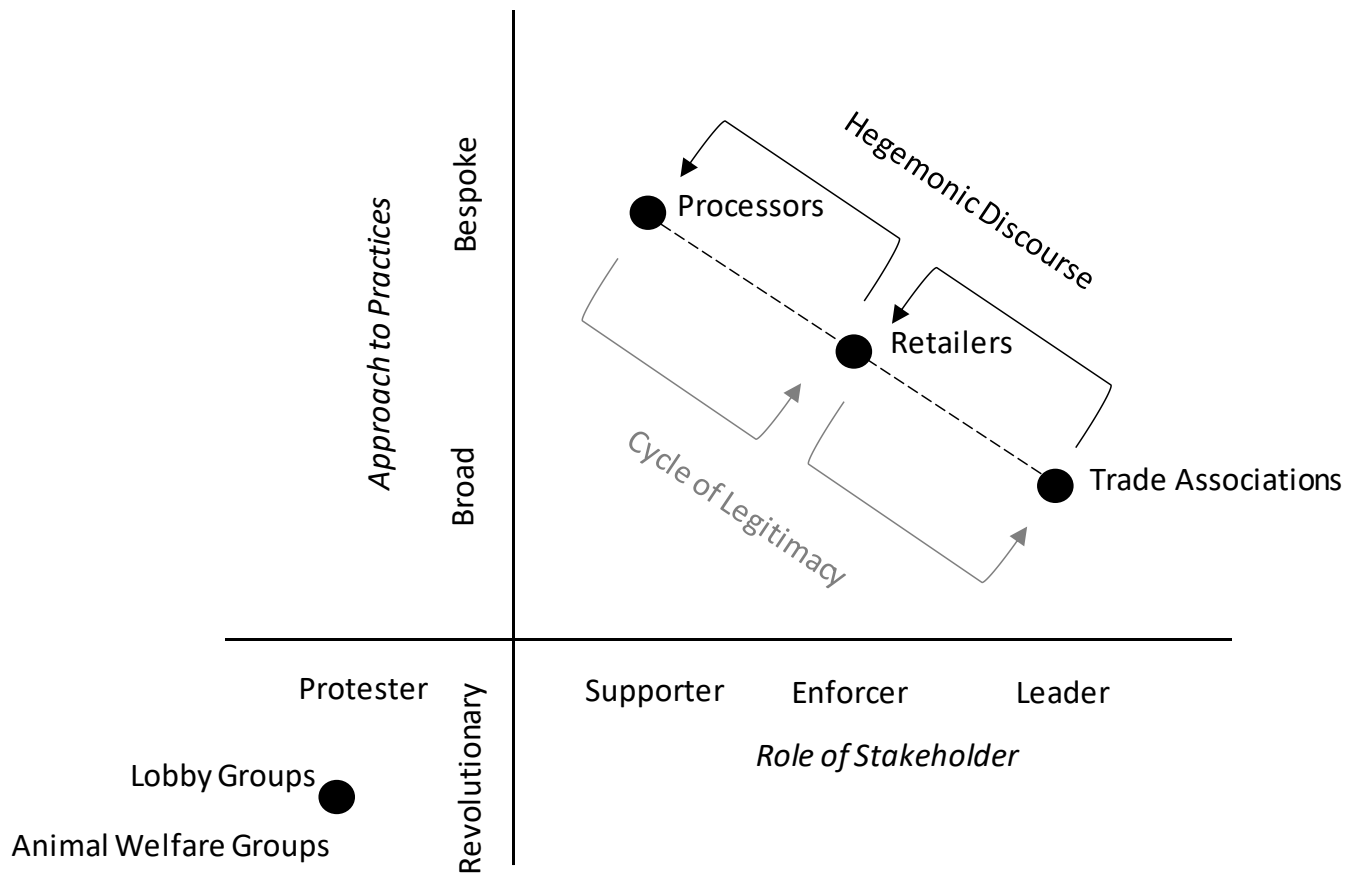 Hegemonic Discourse
Bespoke
Processors
Approach to Practices
Retailers
Cycle of Legitimacy
Broad
Trade Associations
Protester
Revolutionary
Supporter
Enforcer
Leader
Role of Stakeholder
Lobby Groups
Animal Welfare Groups